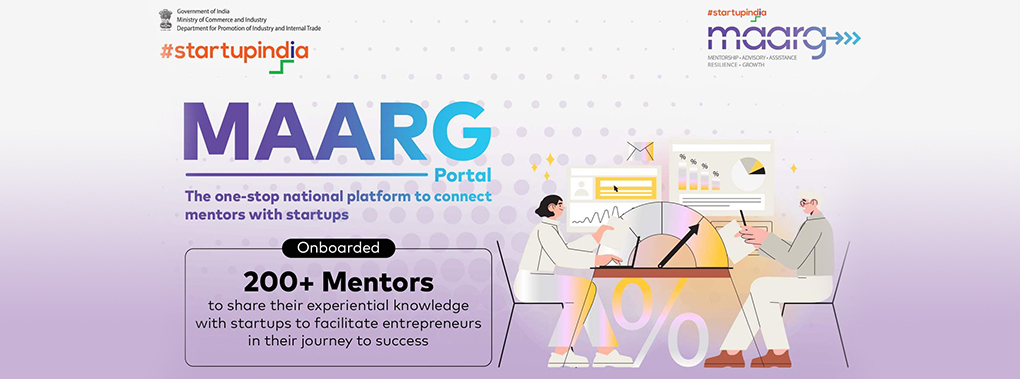 Government of India
Ministry of Commerce and Industry
Department for Promotion of Industry and Internal Trade
#startupindia
#startupindia
maarg
MENTORSHIP • ADVISORY • ASSISTANCE
RESILIENCE • GROWTH
MAARG
Portal
The one-stop national platform to connect
mentors with startups
Onboarded
200+ Mentors
to share their experiential knowledge
with startups to facilitate entrepreneurs
in their journey to success
% % % %
%